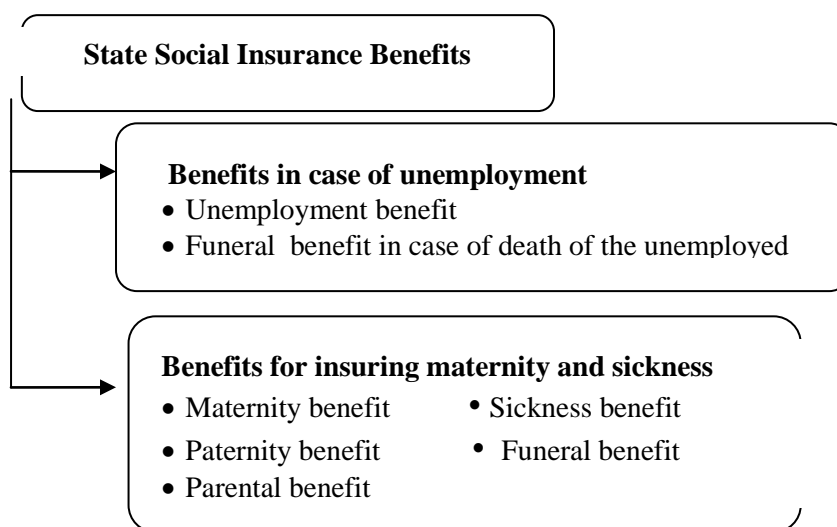 State Social Insurance Benefits
Benefits in case of unemployment
• Unemployment benefit
• Funeral benefit in case of death of the unemployed
Benefits for insuring maternity and sickness
• Maternity benefit • Sickness benefit
• Paternity benefit • Funeral benefit
• Parental benefit